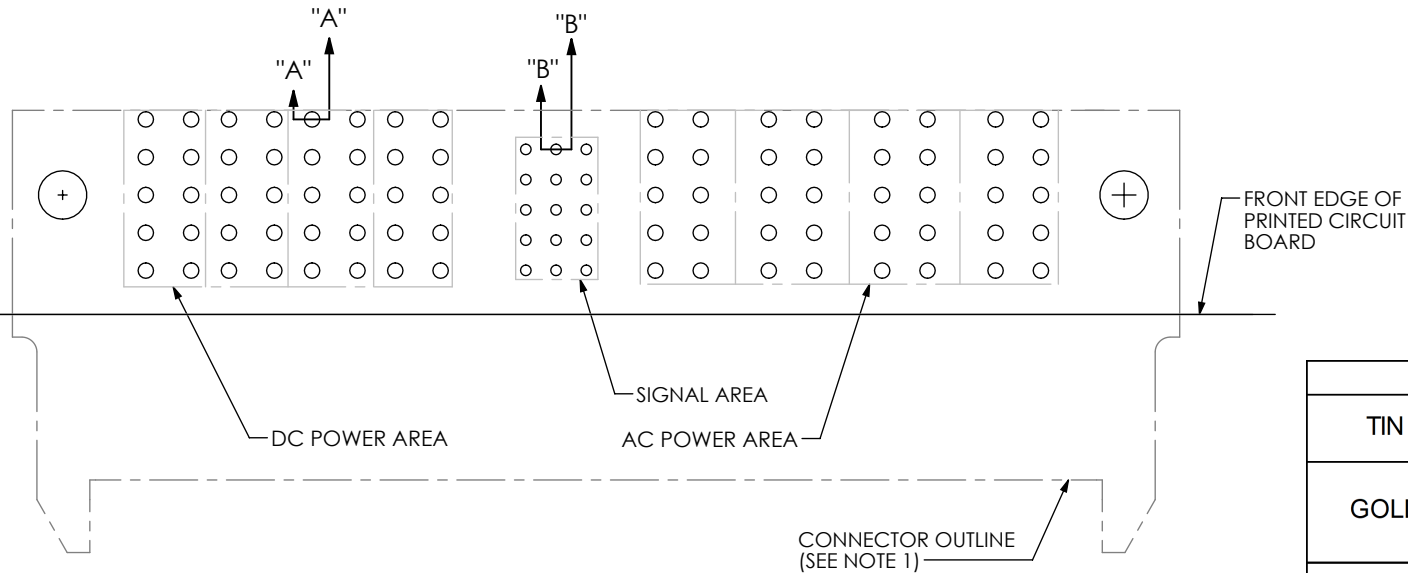 "A"
"B"
"A"
"B"
FRONT EDGE OF
PRINTED CIRCUIT
BOARD
SIGNAL AREA
DC POWER AREA
AC POWER AREA
TIN
CONNECTOR OUTLINE
(SEE NOTE 1)